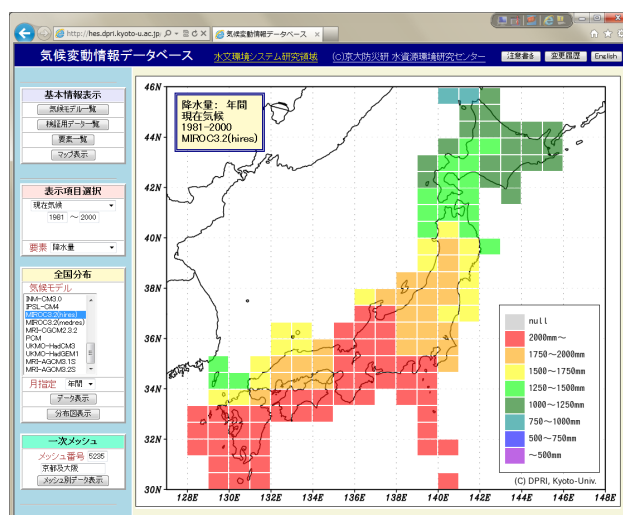 http://hes.dpri.kyoto-u.ac.jp
気候変動情報データベース
気候変動情報データベース
水文環境システム研究領域
(C)京大防災研 水資源環境研究センター
注意書き
変更履歴
English
基本情報表示
気候モデル一覧
検証用データ一覧
要素一覧
マップ表示
表示項目選択
現在気候
1981 ～ 2000
要素 降水量
全国分布
気候モデル
INM-CM3.0
IPSL-CM4
MIROC3.2(hires)
MIROC3.2(medres)
MRI-CGCM2.3.2
PCM
UKMO-HadCM3
UKMO-HadGEM1
MRI-AGCM3.1S
MRI-AGCM3.2S
月指定 年間
データ表示
分布図表示
一次メッシュ
メッシュ番号 5235
京都及大阪
メッシュ別データ表示
降水量: 年間
現在気候
1981-2000
MIROC3.2(hires)
46N
44N
42N
40N
38N
36N
34N
32N
30N
128E 130E 132E 134E 136E 138E 140E 142E 144E 146E 148E
null
2000mm～
1750～2000mm
1500～1750mm
1250～1500mm
1000～1250mm
750～1000mm
500～750mm
～500mm
(C) DPRI, Kyoto-Univ.